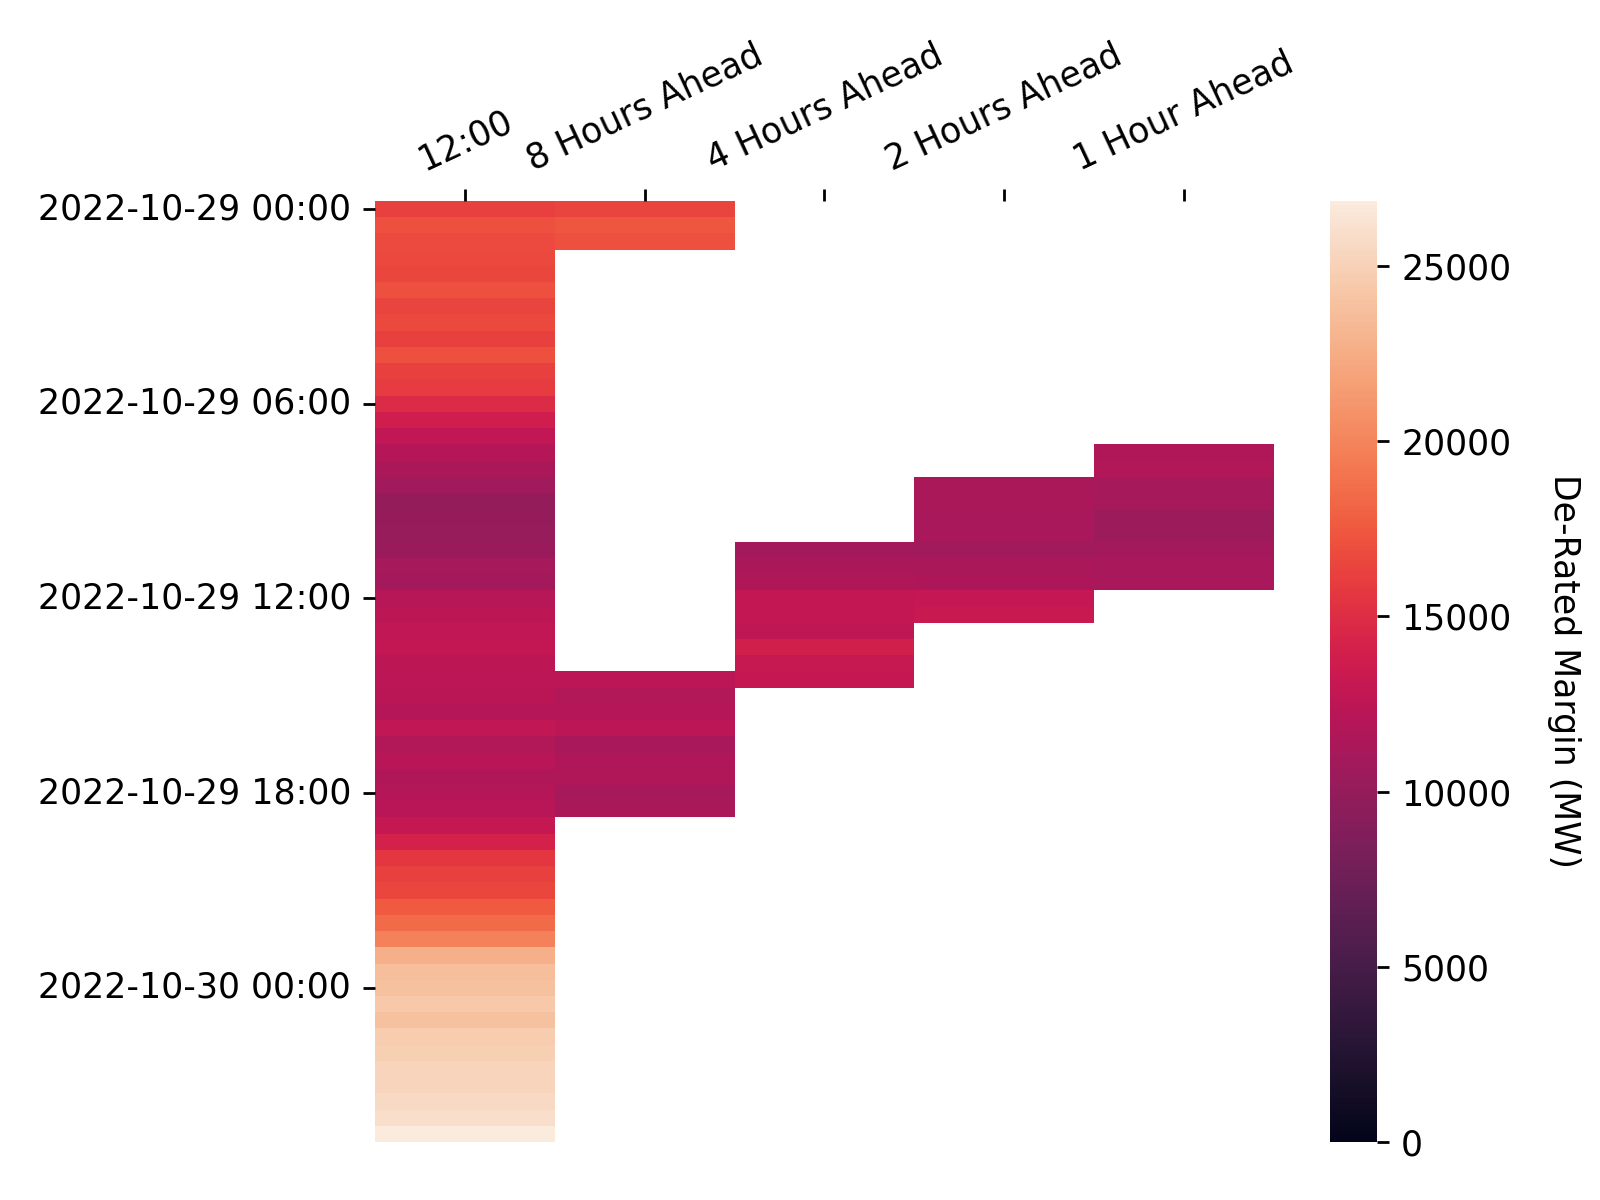 12:00
8 Hours Ahead
4 Hours Ahead
2 Hours Ahead
1 Hour Ahead
2022-10-29 00:00
2022-10-29 06:00
2022-10-29 12:00
2022-10-29 18:00
2022-10-30 00:00
25000
20000
15000
10000
5000
0
De-Rated Margin (MW)